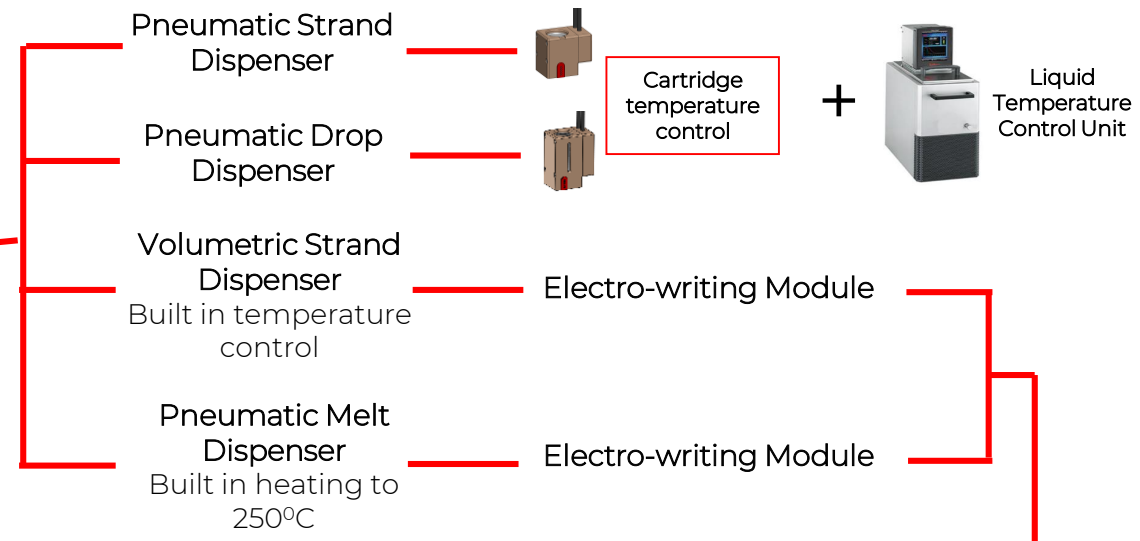 Pneumatic Strand
Dispenser
Cartridge
temperature
control
+
Liquid
Temperature
Control Unit
Pneumatic Drop
Dispenser
Volumetric Strand
Dispenser
Built in temperature
control
Electro-writing Module
Pneumatic Melt
Dispenser
Built in heating to
250⁰C
Electro-writing Module